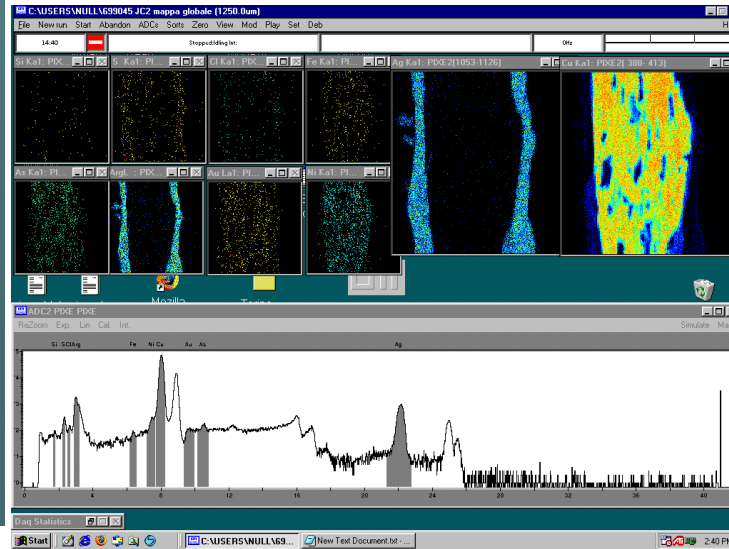 C:\USERS\NULL\699045 JC2 mappa globale (1250.0um)
File New run Start Abandon ADCs Sorts Zero View Mod Play Set Deb H
14:40 Stopped:Idling Int: 0Hz
Si Ka1: PIX... S Ka1: PI... Cl Ka1: PI... Fe Ka1: PI... Ag Ka1: PIXE2(1053-1126) Cu Ka1: PIXE2( 388- 413)
As Ka1: PI... ArgL : PIX... Au La1: PI... Ni Ka1: PI...
Mozilla
ADC2 PIXE PIXE
ReZoom Exp. Lin Cal Int. Simulate Ma
Si SClArg Fe Ni Cu Au As Ag
0 4 8 12 16 20 24 28 32 36 40
Daq Statistics
Start C:\USERS\NULL\69... New Text Document.txt - ... 2:40 PM